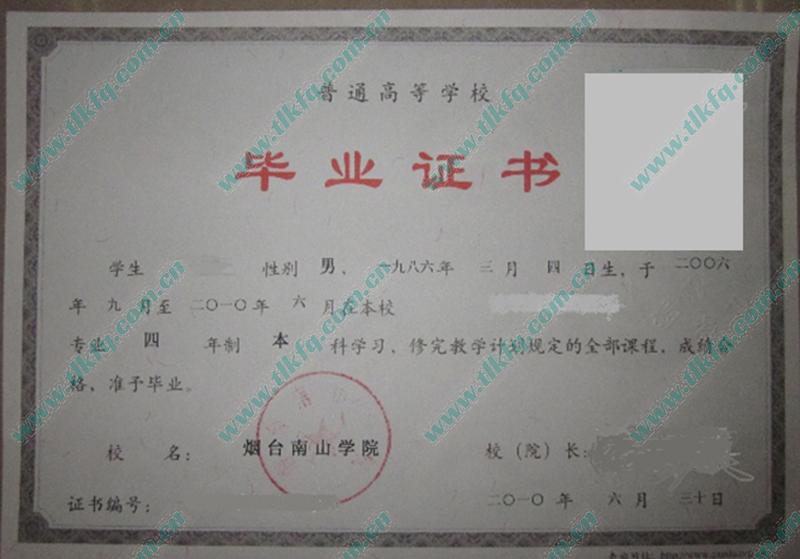 普通高等学校
毕业证书
学生 性别 男，一九八六年 三 月 四 日生，于 二〇〇六
年 九 月至 二〇一〇年 六 月在本校
专业 四 年制 本 科学习，修完教学计划规定的全部课程，成绩合
格，准予毕业。
校 名： 烟台南山学院 校（院）长：
证书编号： 二〇一〇年 六月 三十日
www.tlkfq.com.cn